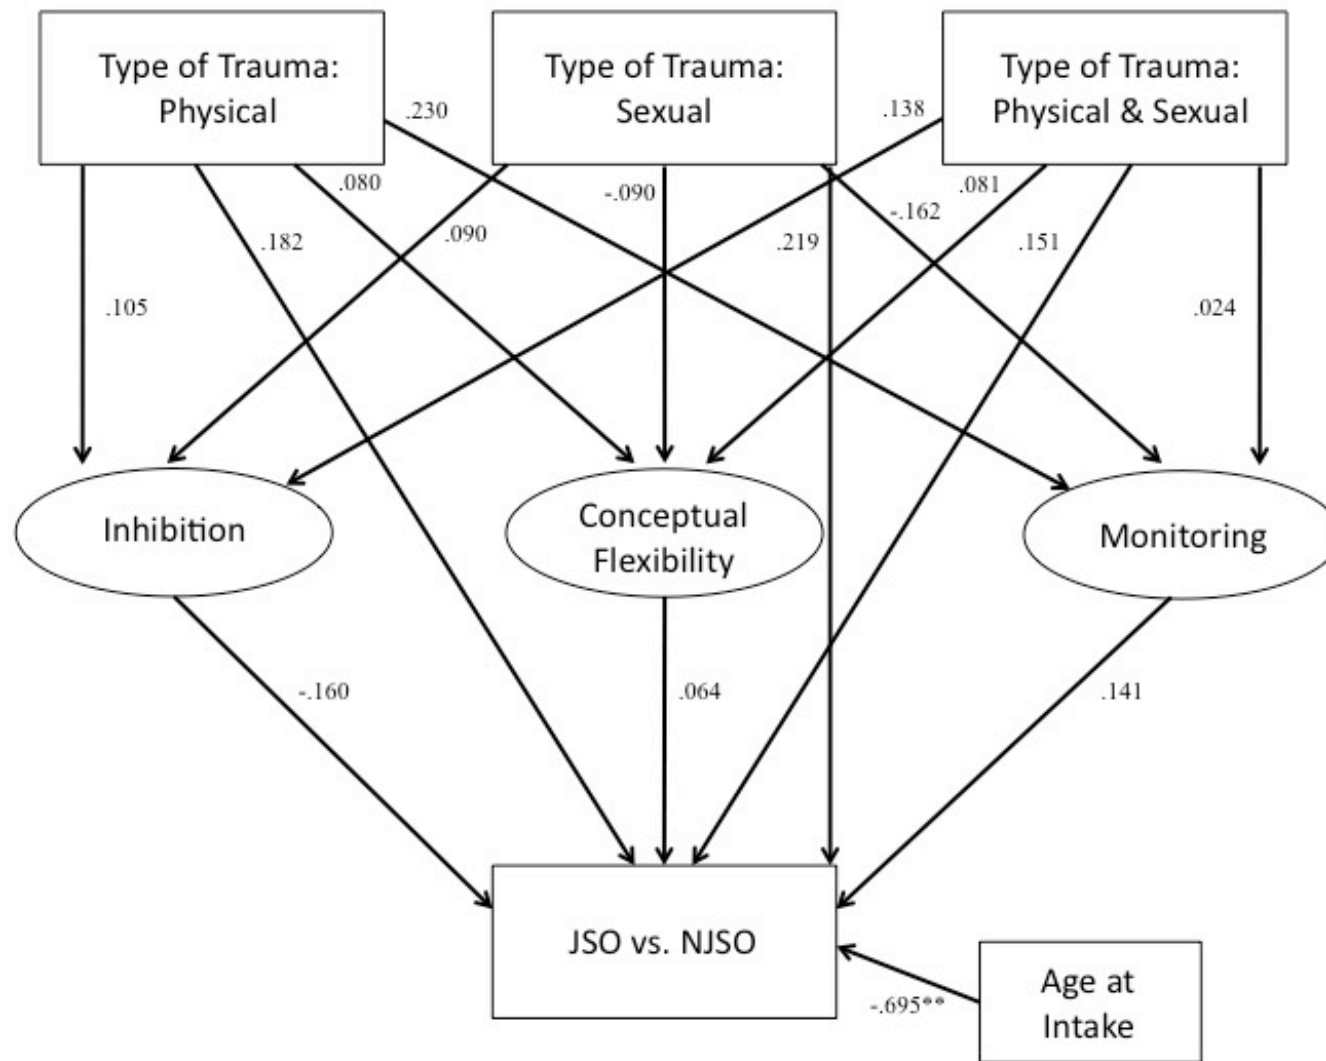 Type of Trauma:
Physical
Type of Trauma:
Sexual
Type of Trauma:
Physical & Sexual
.230
.138
.080
-.090
.081
-.162
.182
.090
.219
.151
.105
.024
Inhibition
Conceptual
Flexibility
Monitoring
-.160
.064
.141
JSO vs. NJSO
-.695**
Age at
Intake